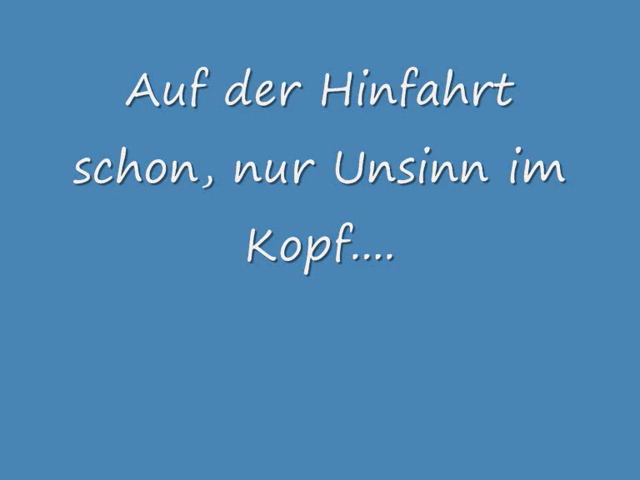 Auf der Hinfahrt
schon, nur Unsinn im
Kopf....